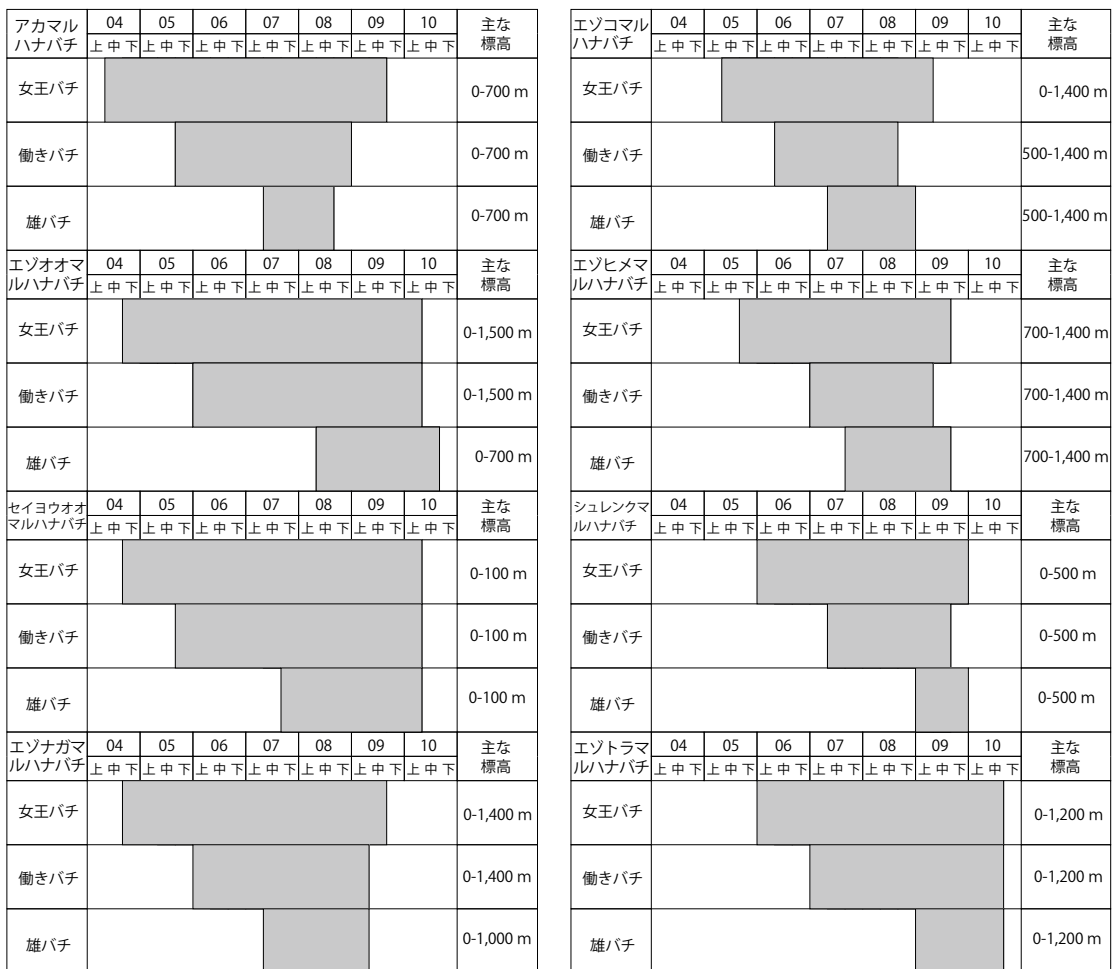 アカマル
ハナバチ
04 05 06 07 08 09 10
主な
標高
上 中 下 上 中 下 上 中 下 上 中 下 上 中 下 上 中 下 上 中 下
女王バチ 0-700 m
働きバチ 0-700 m
雄バチ 0-700 m
エゾオオマ
ルハナバチ
04 05 06 07 08 09 10
主な
標高
上 中 下 上 中 下 上 中 下 上 中 下 上 中 下 上 中 下 上 中 下
女王バチ 0-1,500 m
働きバチ 0-1,500 m
雄バチ 0-700 m
セイヨウオオ
マルハナバチ
04 05 06 07 08 09 10
主な
標高
上 中 下 上 中 下 上 中 下 上 中 下 上 中 下 上 中 下 上 中 下
女王バチ 0-100 m
働きバチ 0-100 m
雄バチ 0-100 m
エゾナガマ
ルハナバチ
04 05 06 07 08 09 10
主な
標高
上 中 下 上 中 下 上 中 下 上 中 下 上 中 下 上 中 下 上 中 下
女王バチ 0-1,400 m
働きバチ 0-1,400 m
雄バチ 0-1,000 m
エゾコマル
ハナバチ
04 05 06 07 08 09 10
主な
標高
上 中 下 上 中 下 上 中 下 上 中 下 上 中 下 上 中 下 上 中 下
女王バチ 0-1,400 m
働きバチ 500-1,400 m
雄バチ 500-1,400 m
エゾヒメマ
ルハナバチ
04 05 06 07 08 09 10
主な
標高
上 中 下 上 中 下 上 中 下 上 中 下 上 中 下 上 中 下 上 中 下
女王バチ 700-1,400 m
働きバチ 700-1,400 m
雄バチ 700-1,400 m
シュレンクマ
ルハナバチ
04 05 06 07 08 09 10
主な
標高
上 中 下 上 中 下 上 中 下 上 中 下 上 中 下 上 中 下 上 中 下
女王バチ 0-500 m
働きバチ 0-500 m
雄バチ 0-500 m
エゾトラマ
ルハナバチ
04 05 06 07 08 09 10
主な
標高
上 中 下 上 中 下 上 中 下 上 中 下 上 中 下 上 中 下 上 中 下
女王バチ 0-1,200 m
働きバチ 0-1,200 m
雄バチ 0-1,200 m